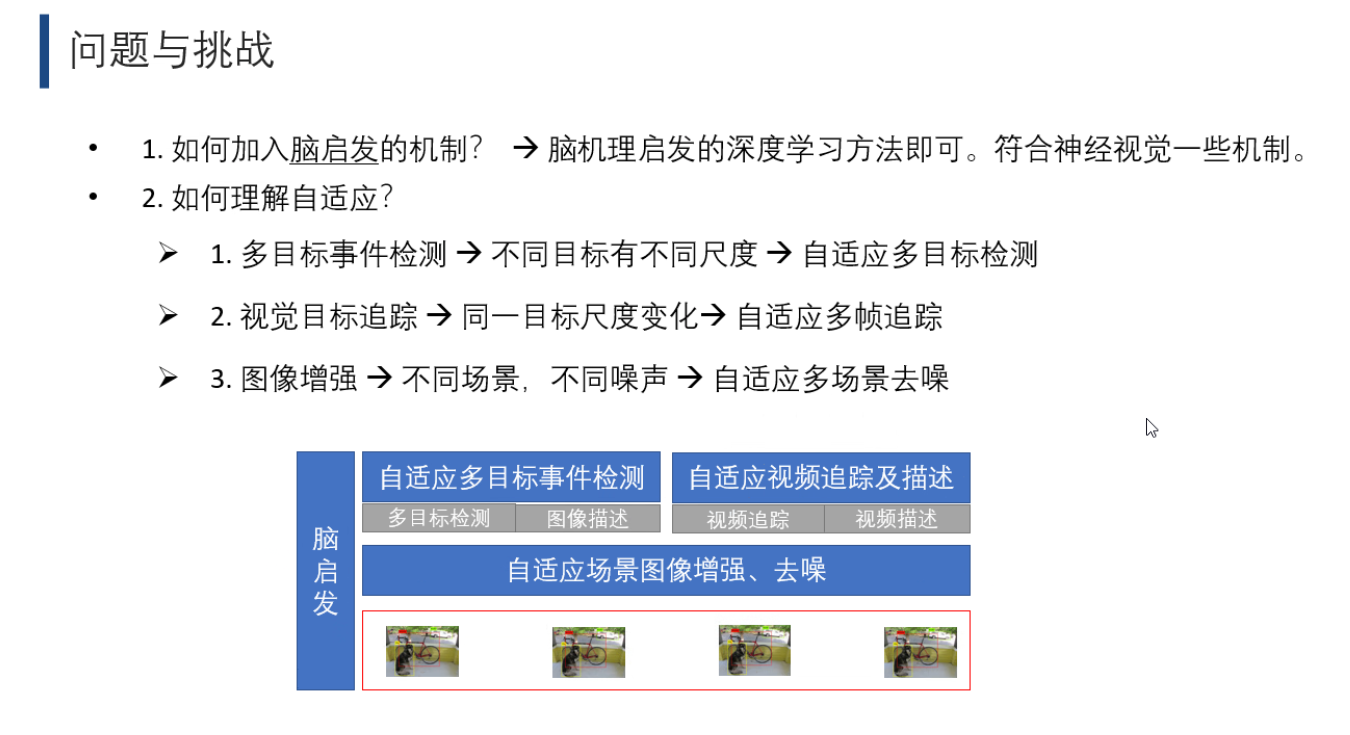 问题与挑战
• 1. 如何加入脑启发的机制？ → 脑机理启发的深度学习方法即可。符合神经视觉一些机制。
• 2. 如何理解自适应？
➢ 1. 多目标事件检测 → 不同目标有不同尺度 → 自适应多目标检测
➢ 2. 视觉目标追踪 → 同一目标尺度变化→ 自适应多帧追踪
➢ 3. 图像增强 → 不同场景，不同噪声 → 自适应多场景去噪
脑启发
自适应多目标事件检测
自适应视频追踪及描述
多目标检测
图像描述
视频追踪
视频描述
自适应场景图像增强、去噪